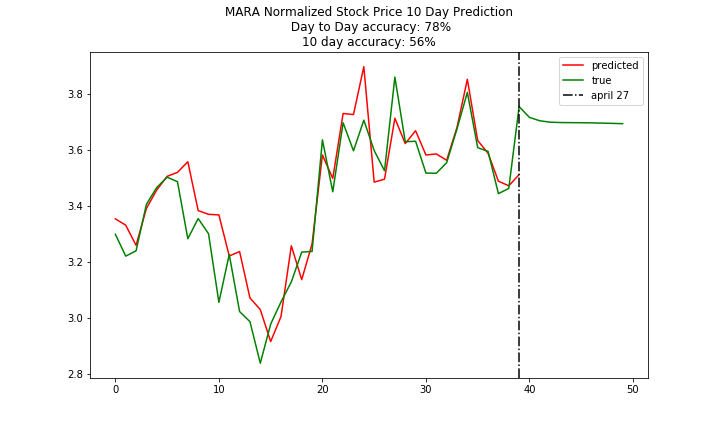 MARA Normalized Stock Price 10 Day Prediction
Day to Day accuracy: 78%
10 day accuracy: 56%
predicted
true
april 27
3.8
3.6
3.4
3.2
3.0
2.8
0 10 20 30 40 50